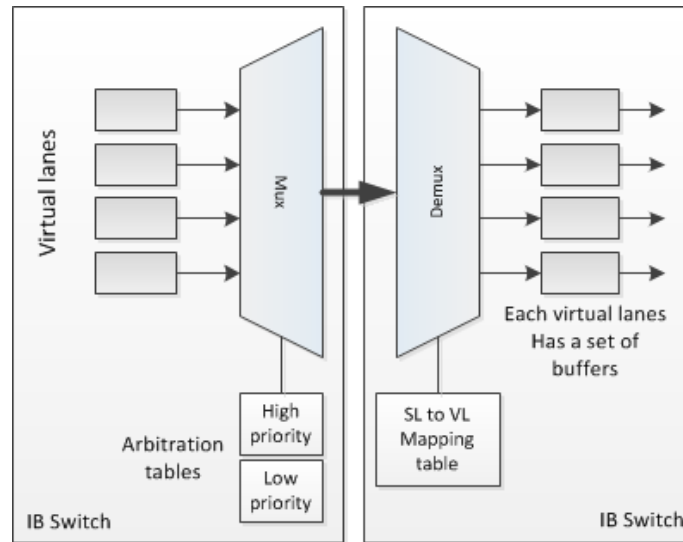 Virtual lanes
Mux
Arbitration
tables
High
priority
Low
priority
IB Switch
Demux
Each virtual lanes
Has a set of
buffers
SL to VL
Mapping
table
IB Switch